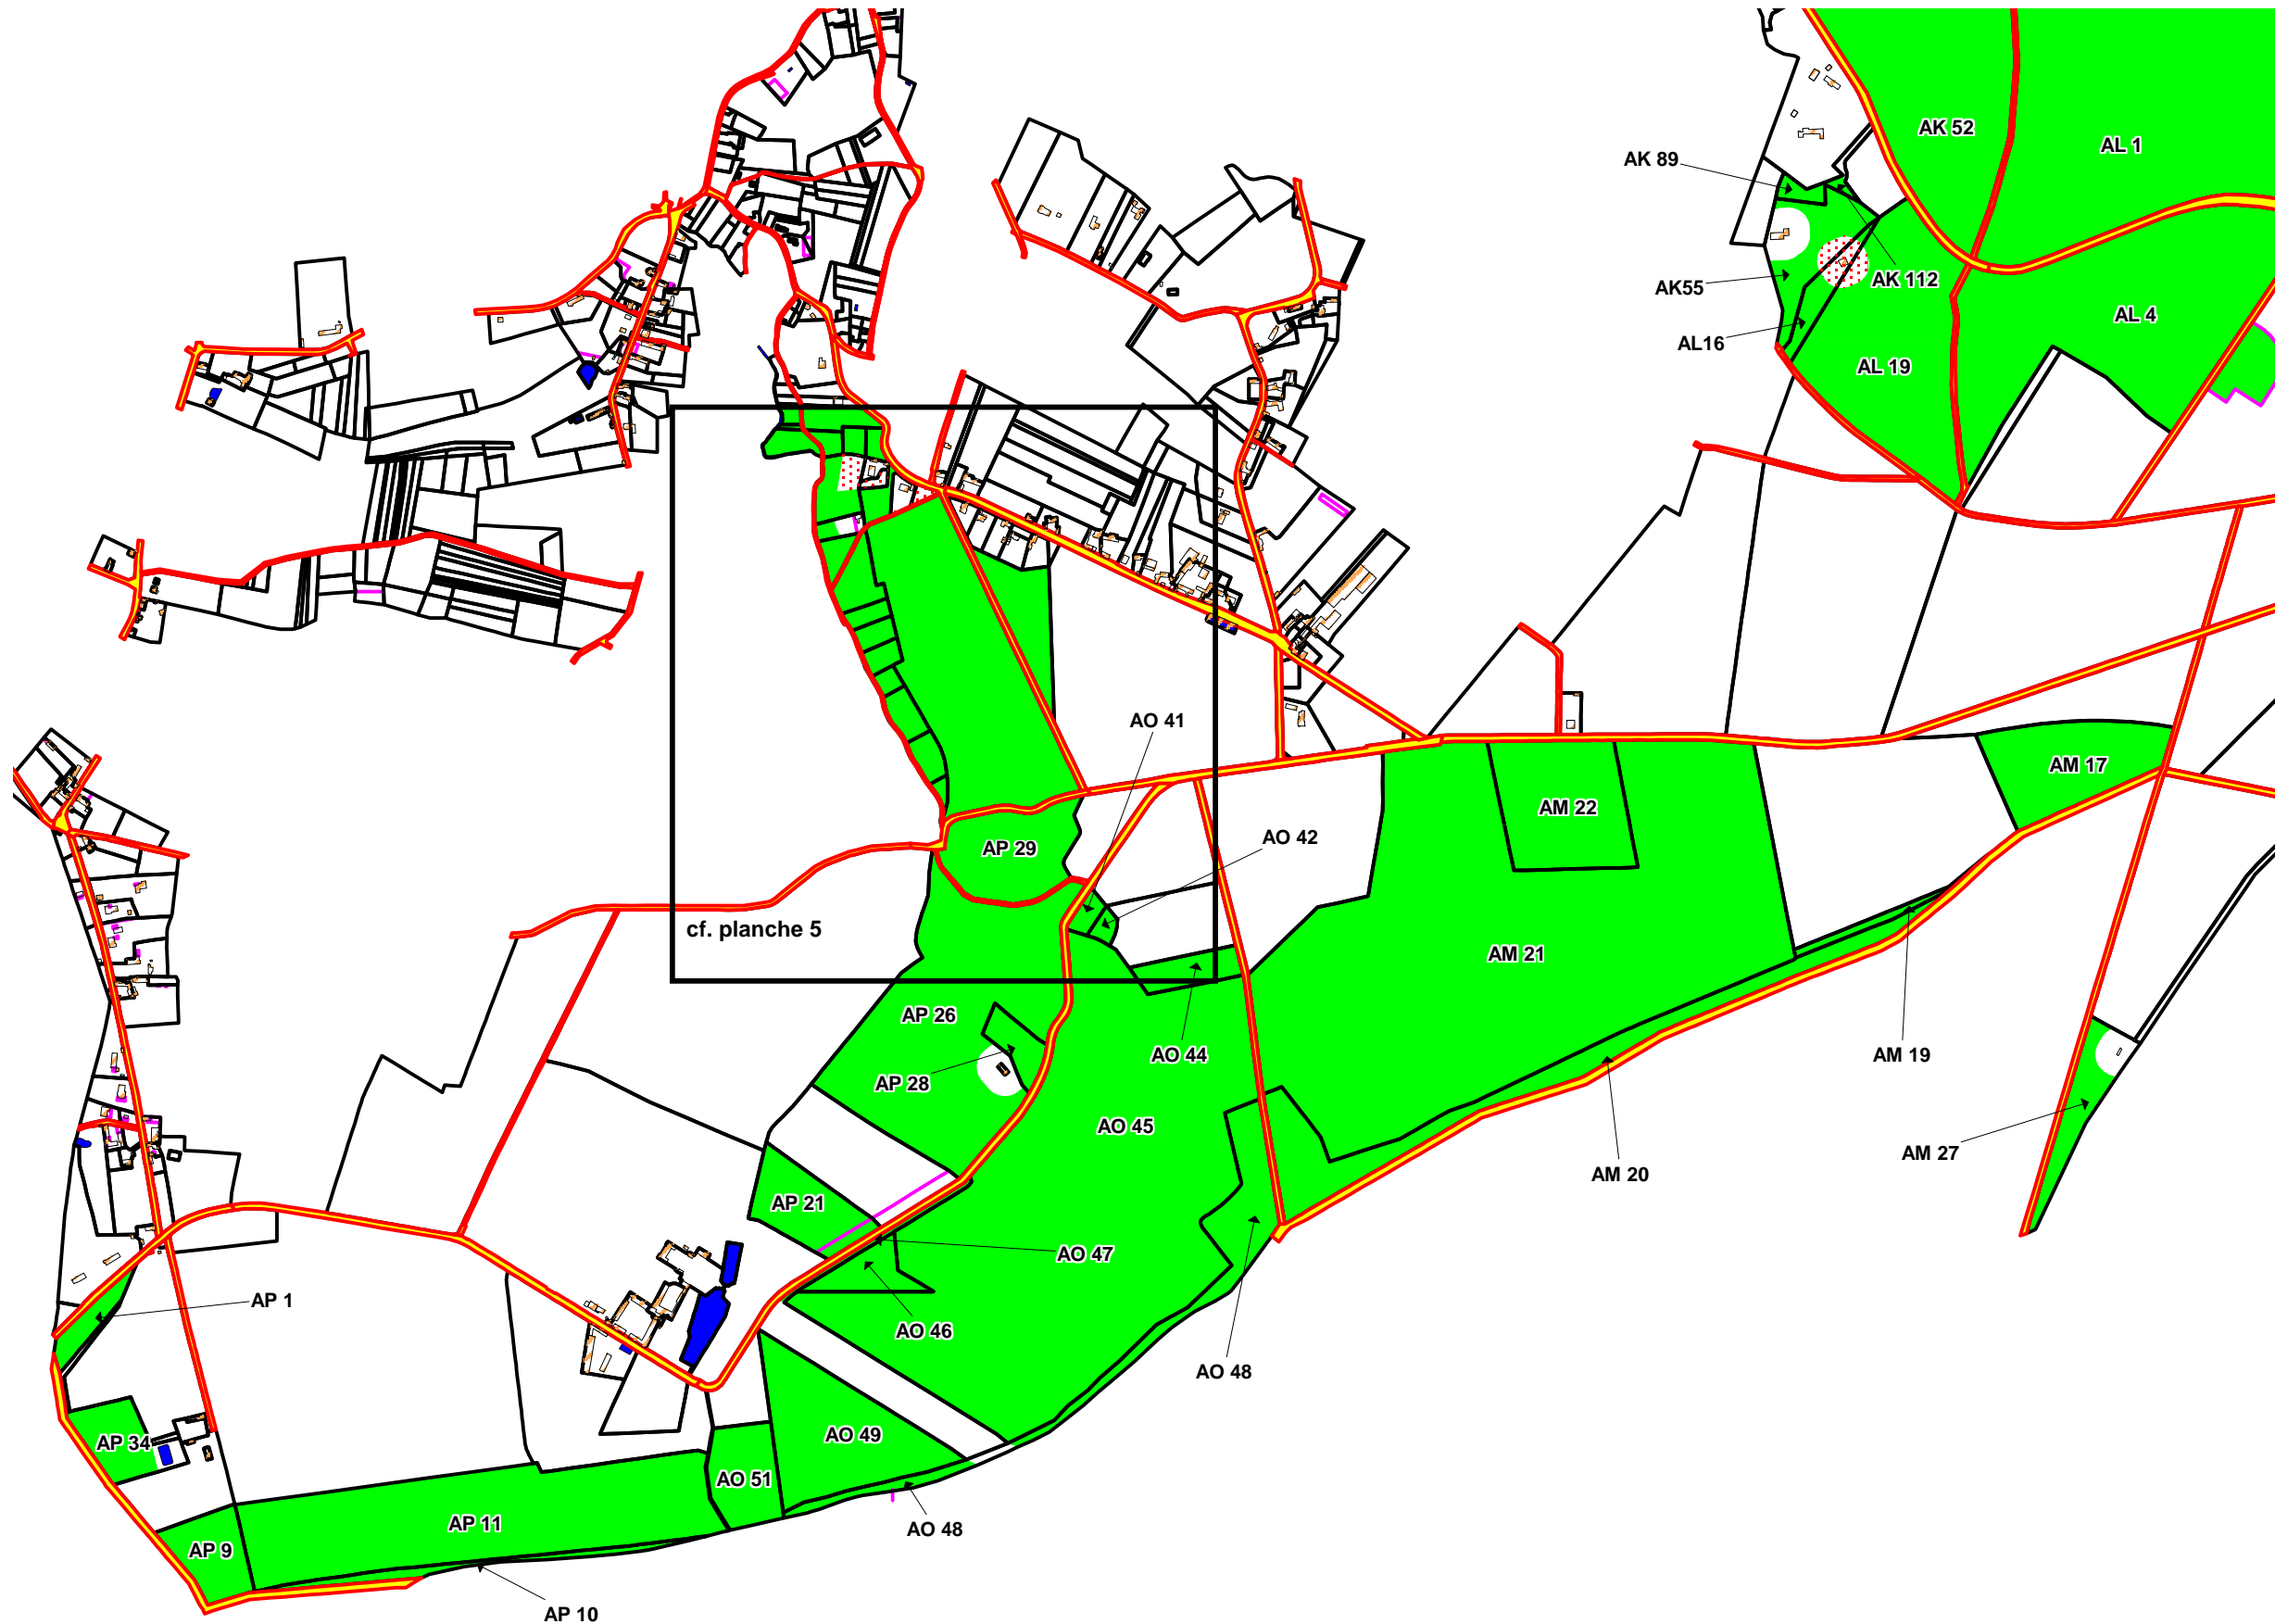 AK 52
AL 1
AK 89
AK 112
AK55
AL 4
AL16
AL 19
AO 41
AM 17
AM 22
AO 42
AP 29
cf. planche 5
AM 21
AP 26
AO 44
AM 19
AP 28
AO 45
AM 27
AM 20
AP 21
AO 47
AP 1
AO 46
AO 48
AO 49
AP 34
AO 51
AP 11
AO 48
AP 9
AP 10